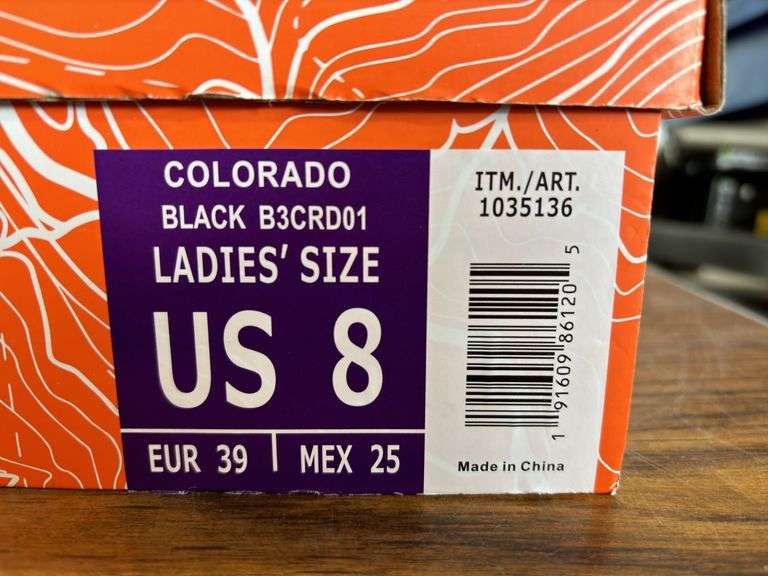 COLORADO
BLACK B3CRD01
LADIES' SIZE
US 8
EUR 39 | MEX 25
ITM./ART.
1035136
1 91609 86120 5
Made in China